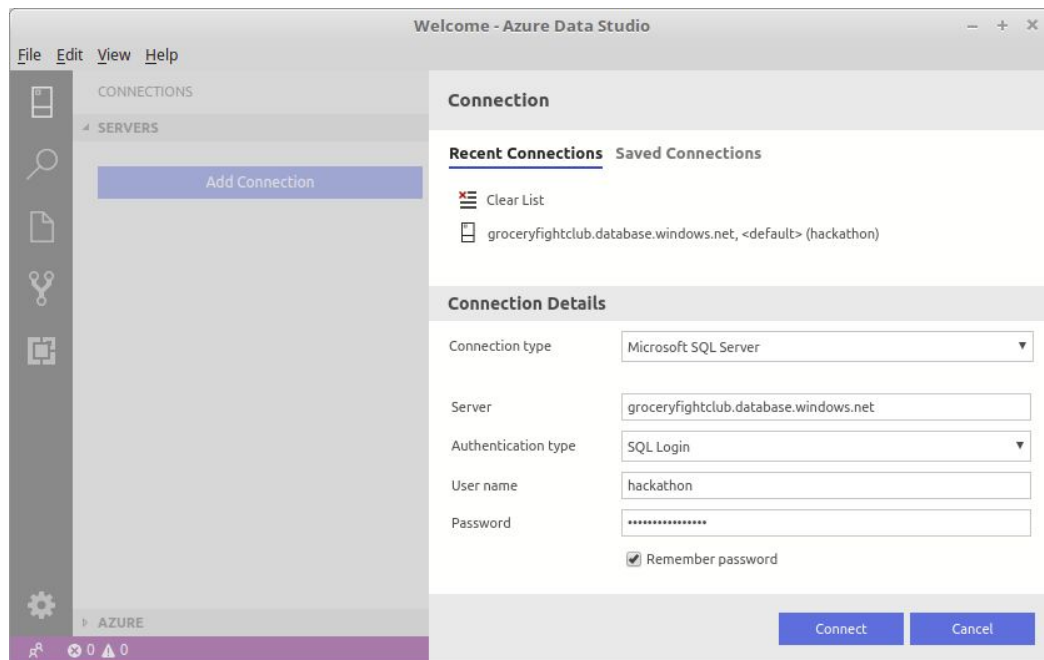 Welcome - Azure Data Studio
File Edit View Help
CONNECTIONS
SERVERS
Add Connection
AZURE
0 0
Connection
Recent Connections Saved Connections
Clear List
groceryfightclub.database.windows.net, <default> (hackathon)
Connection Details
Connection type Microsoft SQL Server
Server groceryfightclub.database.windows.net
Authentication type SQL Login
User name hackathon
Password ••••••••••••••••
Remember password
Connect Cancel